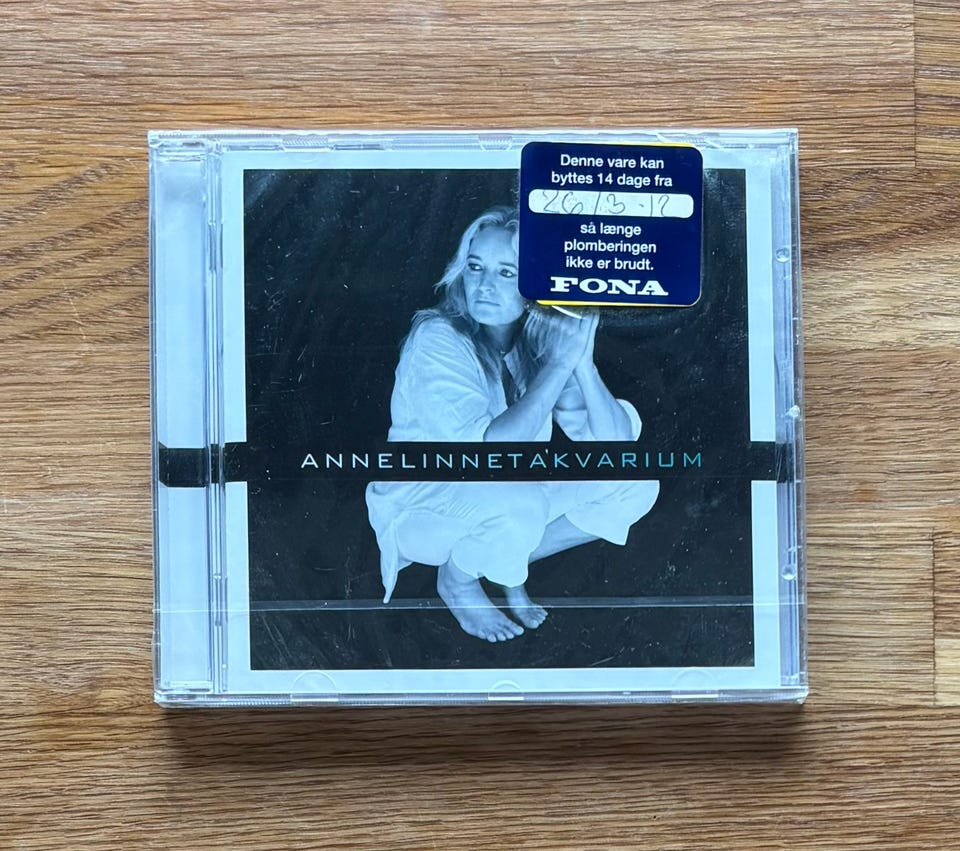 Denne vare kan
byttes 14 dage fra
26/3-12
så længe
plomberingen
ikke er brudt.
FONA
ANNELINNETAKVARIUM